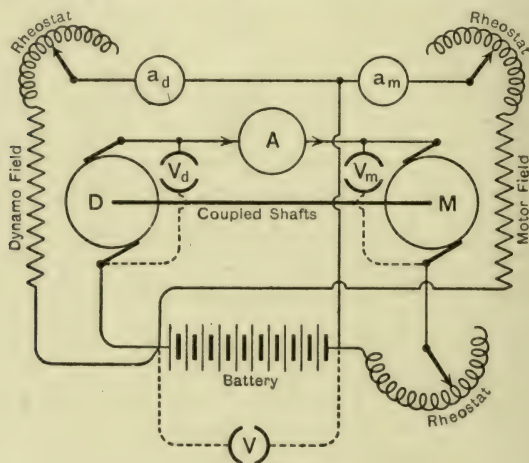 Rheostat
Rheostat
a_d
a_m
A
V_d
V_m
D
M
Coupled Shafts
Dynamo Field
Motor Field
Battery
Rheostat
V